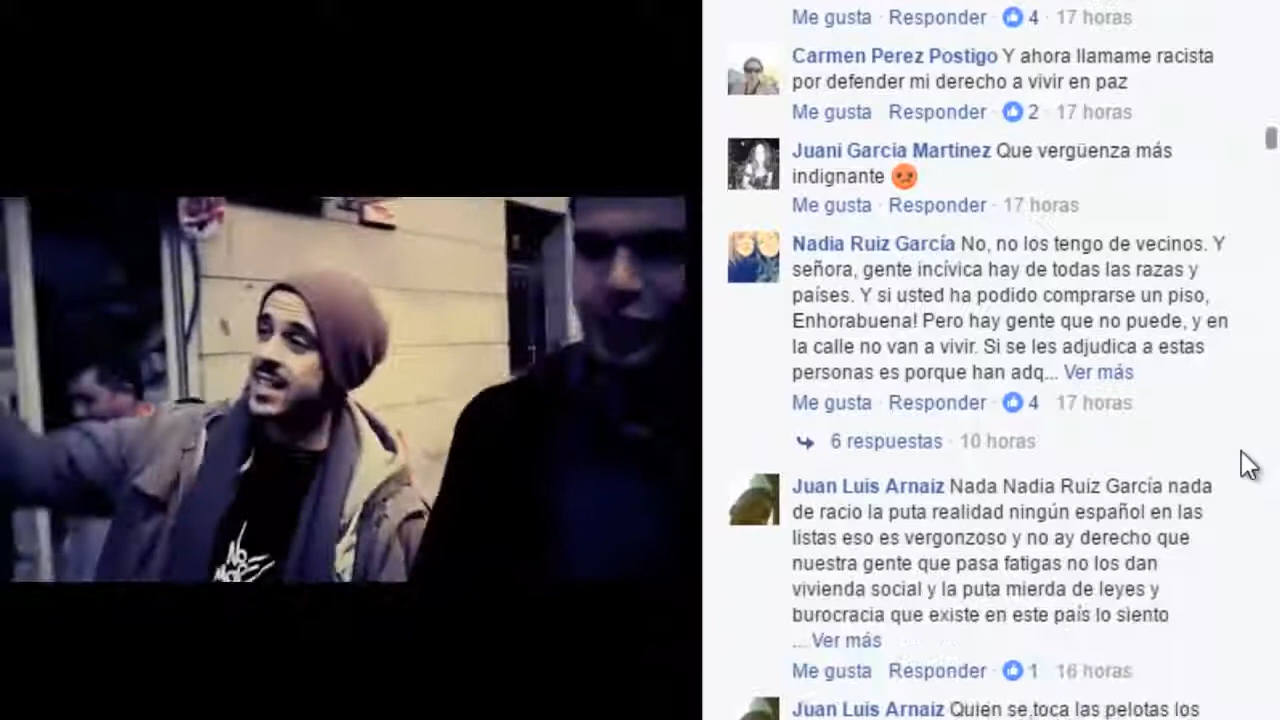 Me gusta · Responder · 4 · 17 horas
Carmen Perez Postigo Y ahora llamame racista
por defender mi derecho a vivir en paz
Me gusta Responder · 2 · 17 horas
Juani Garcia Martinez Que vergüenza más
indignante
Me gusta · Responder · 17 horas
Nadia Ruiz García No, no los tengo de vecinos. Y
señora, gente incívica hay de todas las razas y
países. Y si usted ha podido comprarse un piso,
Enhorabuena! Pero hay gente que no puede, y en
la calle no van a vivir. Si se les adjudica a estas
personas es porque han adq... Ver más
Me gusta · Responder · 4 · 17 horas
6 respuestas · 10 horas
Juan Luis Arnaiz Nada Nadia Ruiz García nada
de racio la puta realidad ningún español en las
listas eso es vergonzoso y no ay derecho que
nuestra gente que pasa fatigas no los dan
vivienda social y la puta mierda de leyes y
burocracia que existe en este país lo siento
... Ver más
Me gusta Responder · 1 · 16 horas
Juan Luis Arnaiz Quien se toca las pelotas los
No
More